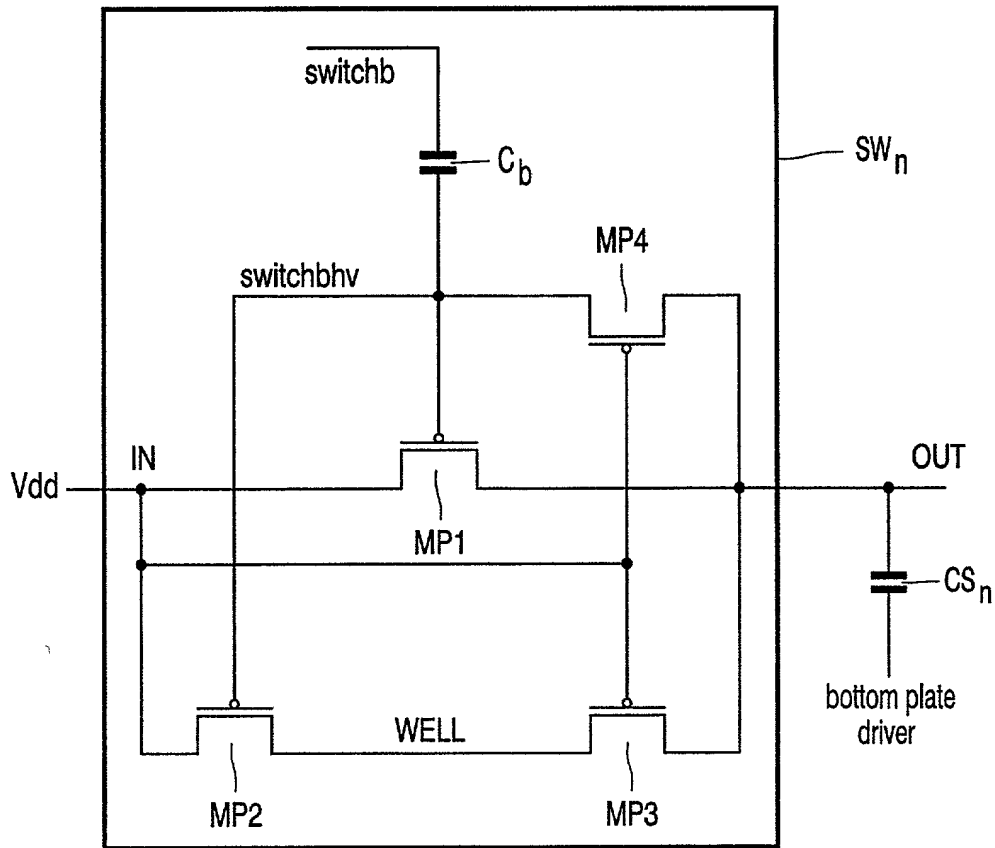 switchb
C_b
SW_n
MP4
switchbhv
IN
OUT
Vdd
MP1
CS_n
bottom plate
driver
WELL
MP2
MP3